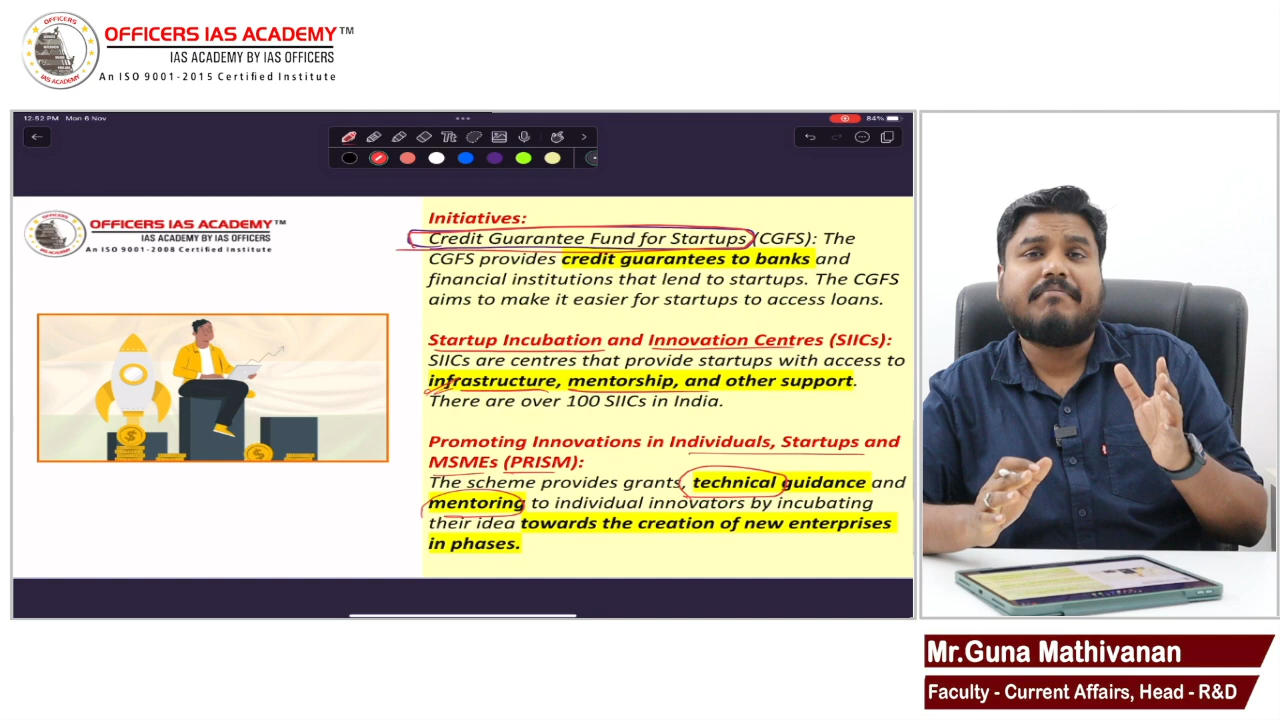 OFFICERS
IAS ACADEMY
OFFICERS IAS ACADEMY™
IAS ACADEMY BY IAS OFFICERS
An ISO 9001-2015 Certified Institute
12:52 PM Mon 6 Nov
84%
Tt
OFFICERS IAS ACADEMY™
IAS ACADEMY BY IAS OFFICERS
An ISO 9001-2008 Certified Institute
Initiatives:
Credit Guarantee Fund for Startups (CGFS): The
CGFS provides credit guarantees to banks and
financial institutions that lend to startups. The CGFS
aims to make it easier for startups to access loans.
Startup Incubation and Innovation Centres (SIICs):
SIICs are centres that provide startups with access to
infrastructure, mentorship, and other support.
There are over 100 SIICs in India.
Promoting Innovations in Individuals, Startups and
MSMEs (PRISM):
The scheme provides grants, technical guidance and
mentoring to individual innovators by incubating
their idea towards the creation of new enterprises
in phases.
Mr.Guna Mathivanan
Faculty - Current Affairs, Head - R&D